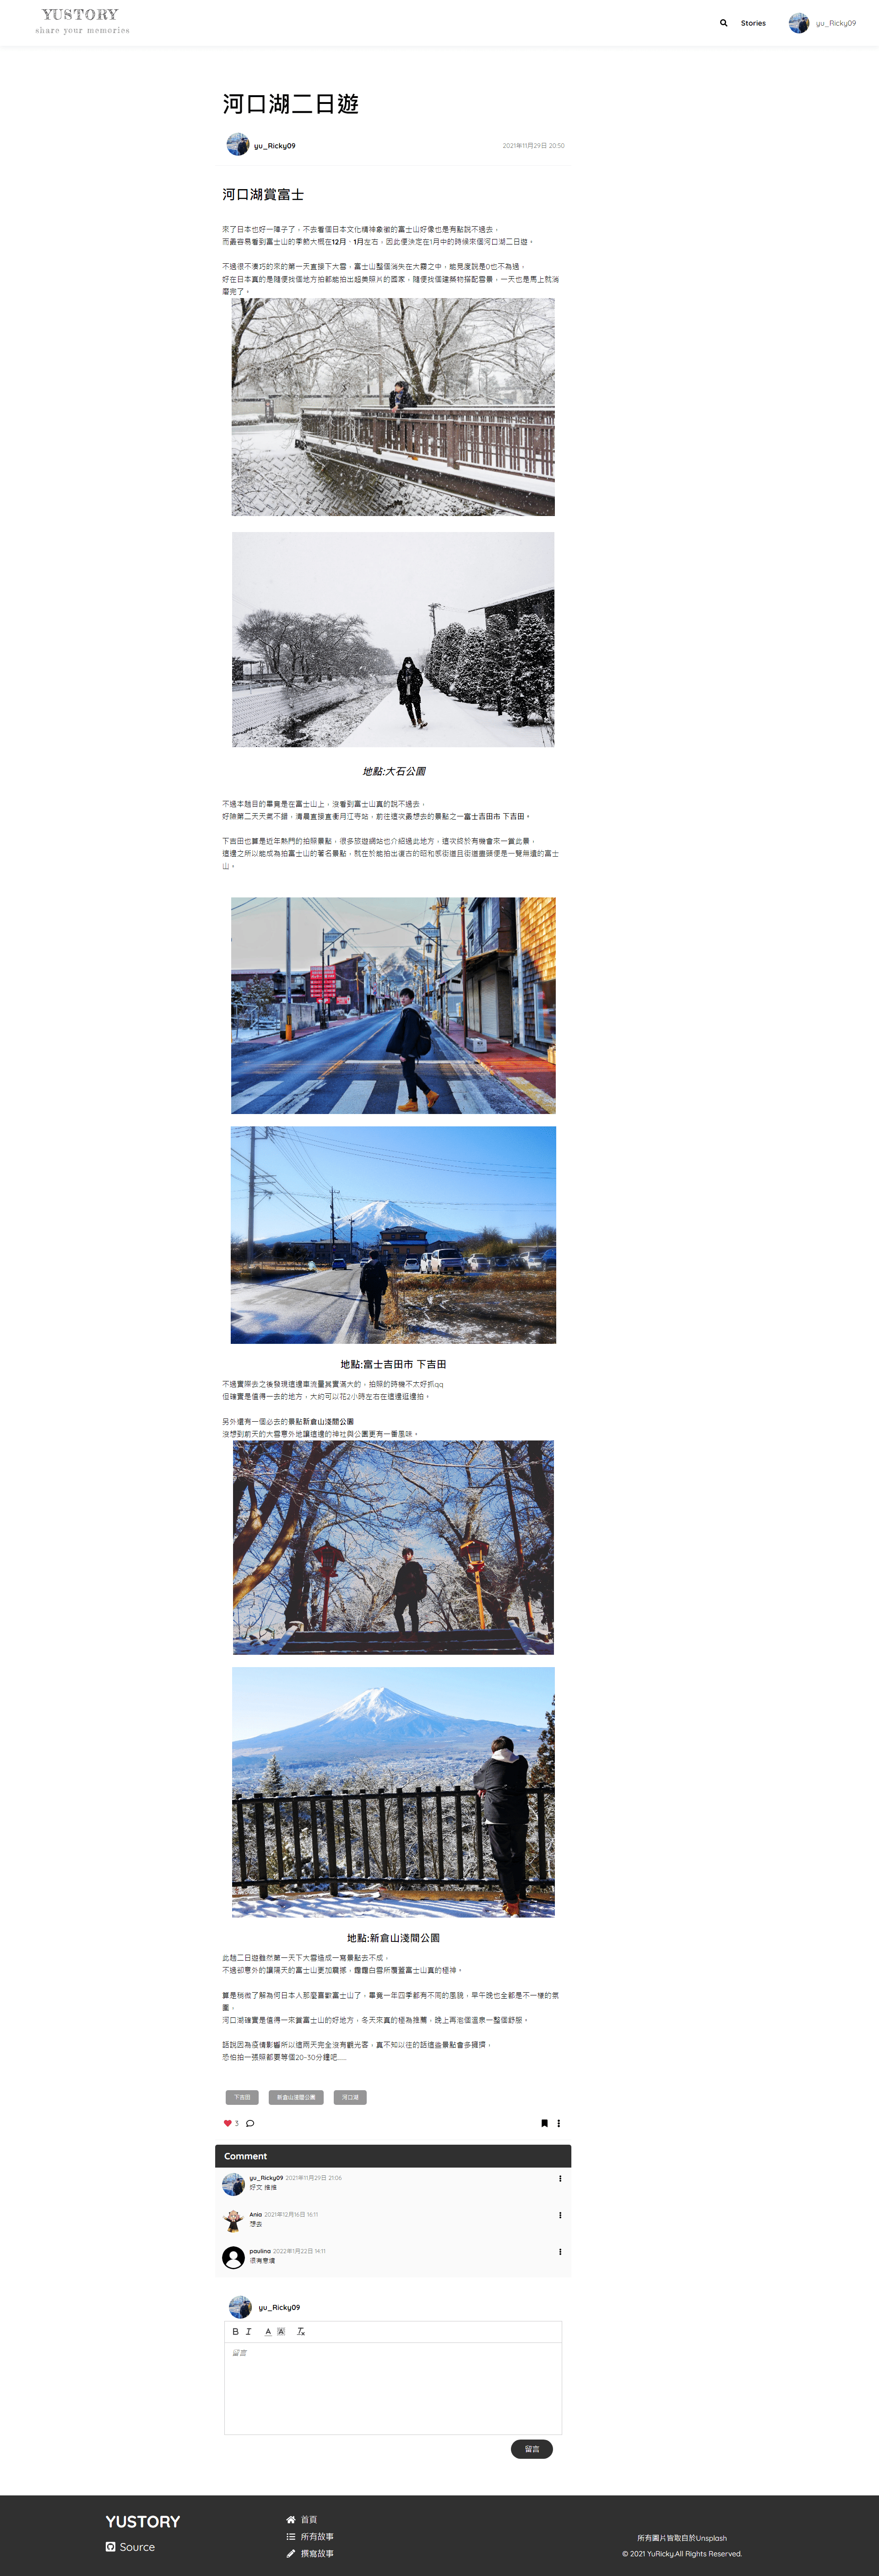 YUSTORY
share your memories
Stories
yu_Ricky09
河口湖二日遊
yu_Ricky09
2021年11月29日 20:50
河口湖賞富士
來了日本也好一陣子了，不去看個日本文化精神象徵的富士山好像也是有點說不過去，
而最容易看到富士山的季節大概在12月、1月左右，因此便決定在1月中的時候來個河口湖二日遊。
不過很不湊巧的來的第一天直接下大雪，富士山整個消失在大霧之中，能見度說是0也不為過，
好在日本真的是隨便找個地方拍都能拍出超美照片的國家，隨便找個建築物搭配雪景，一天也是馬上就消
磨完了。
地點:大石公園
不過本趟目的畢竟是在富士山上，沒看到富士山真的說不過去，
好險第二天天氣不錯，清晨直接直衝月江寺站，前往這次最想去的景點之一富士吉田市 下吉田。
下吉田也算是近年熱門的拍照景點，很多旅遊網站也介紹過此地方，這次終於有機會來一賞此景，
這邊之所以能成為拍富士山的著名景點，就在於能拍出復古的昭和感街道且街道盡頭便是一覽無遺的富士
山。
地點:富士吉田市 下吉田
不過實際去之後發現這邊車流量其實滿大的，拍照的時機不太好抓qq
但確實是值得一去的地方，大約可以花2小時左右在這邊逛邊拍。
另外還有一個必去的景點新倉山淺間公園
沒想到前天的大雪意外地讓這邊的神社與公園更有一番風味。
地點:新倉山淺間公園
此趟二日遊雖然第一天下大雪造成一寫景點去不成，
不過卻意外的讓隔天的富士山更加震撼，靄靄白雪所覆蓋富士山真的極神。
算是稍微了解為何日本人那麼喜歡富士山了，畢竟一年四季都有不同的風貌，早午晚也全都是不一樣的氛
圍，
河口湖確實是值得一來賞富士山的好地方，冬天來真的極為推薦，晚上再泡個溫泉一整個舒服。
話說因為疫情影響所以這兩天完全沒有觀光客，真不知以往的話這些景點會多擁擠，
恐怕拍一張照都要等個20~30分鐘吧......
下吉田
新倉山淺間公園
河口湖
3
Comment
yu_Ricky09 2021年11月29日 21:06
好文 推推
Ania 2021年12月16日 16:11
想去
paulina 2022年1月22日 14:11
很有意境
yu_Ricky09
留言
留言
YUSTORY
Source
首頁
所有故事
撰寫故事
所有圖片皆取自於Unsplash
© 2021 YuRicky.All Rights Reserved.